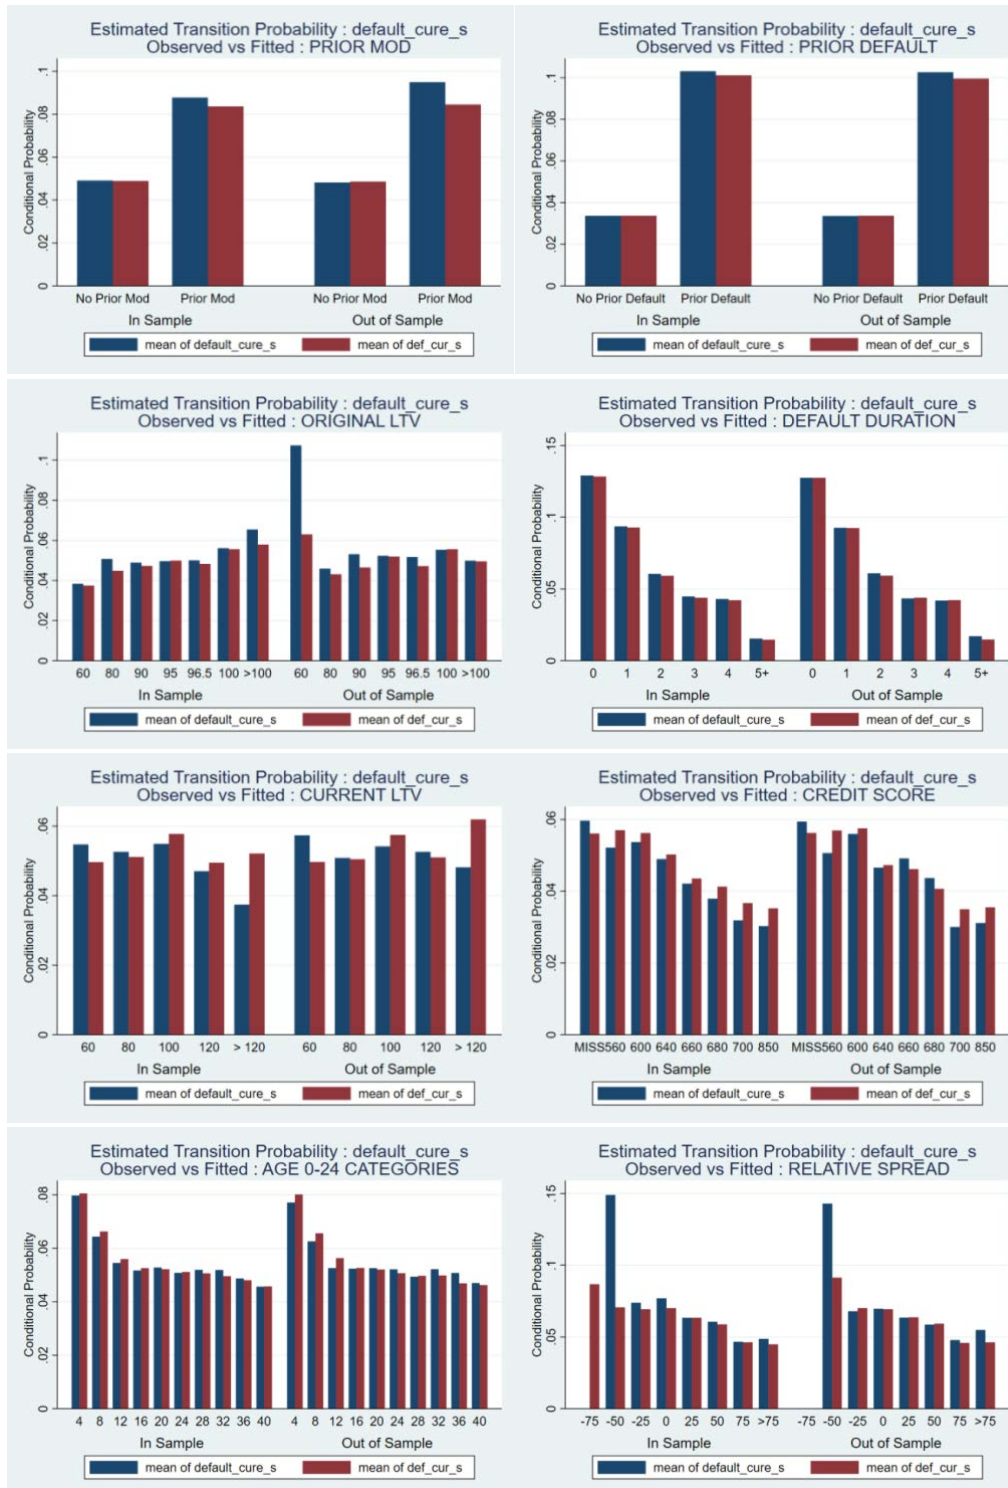 Estimated Transition Probability : default_cure_s
Observed vs Fitted : PRIOR MOD
Conditional Probability
0 .02 .04 .06 .08 .1
No Prior Mod Prior Mod No Prior Mod Prior Mod
In Sample Out of Sample
mean of default_cure_s mean of def_cur_s
Estimated Transition Probability : default_cure_s
Observed vs Fitted : PRIOR DEFAULT
Conditional Probability
0 .02 .04 .06 .08 .1
No Prior Default Prior Default No Prior Default Prior Default
In Sample Out of Sample
mean of default_cure_s mean of def_cur_s
Estimated Transition Probability : default_cure_s
Observed vs Fitted : ORIGINAL LTV
Conditional Probability
0 .02 .04 .06 .08 .1
60 80 90 95 96.5 100 >100 60 80 90 95 96.5 100 >100
In Sample Out of Sample
mean of default_cure_s mean of def_cur_s
Estimated Transition Probability : default_cure_s
Observed vs Fitted : DEFAULT DURATION
Conditional Probability
0 .05 .1 .15
0 1 2 3 4 5+ 0 1 2 3 4 5+
In Sample Out of Sample
mean of default_cure_s mean of def_cur_s
Estimated Transition Probability : default_cure_s
Observed vs Fitted : CURRENT LTV
Conditional Probability
0 .02 .04 .06
60 80 100 120 > 120 60 80 100 120 > 120
In Sample Out of Sample
mean of default_cure_s mean of def_cur_s
Estimated Transition Probability : default_cure_s
Observed vs Fitted : CREDIT SCORE
Conditional Probability
0 .02 .04 .06
MISS560 600 640 660 680 700 850 MISS560 600 640 660 680 700 850
In Sample Out of Sample
mean of default_cure_s mean of def_cur_s
Estimated Transition Probability : default_cure_s
Observed vs Fitted : AGE 0-24 CATEGORIES
Conditional Probability
0 .02 .04 .06 .08
4 8 12 16 20 24 28 32 36 40 4 8 12 16 20 24 28 32 36 40
In Sample Out of Sample
mean of default_cure_s mean of def_cur_s
Estimated Transition Probability : default_cure_s
Observed vs Fitted : RELATIVE SPREAD
Conditional Probability
0 .05 .1 .15
-75 -50 -25 0 25 50 75 >75 -75 -50 -25 0 25 50 75 >75
In Sample Out of Sample
mean of default_cure_s mean of def_cur_s